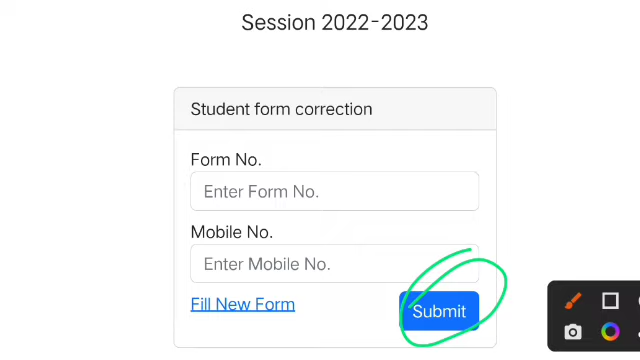 Session 2022-2023
Student form correction
Form No.
Enter Form No.
Mobile No.
Enter Mobile No.
Fill New Form
Submit